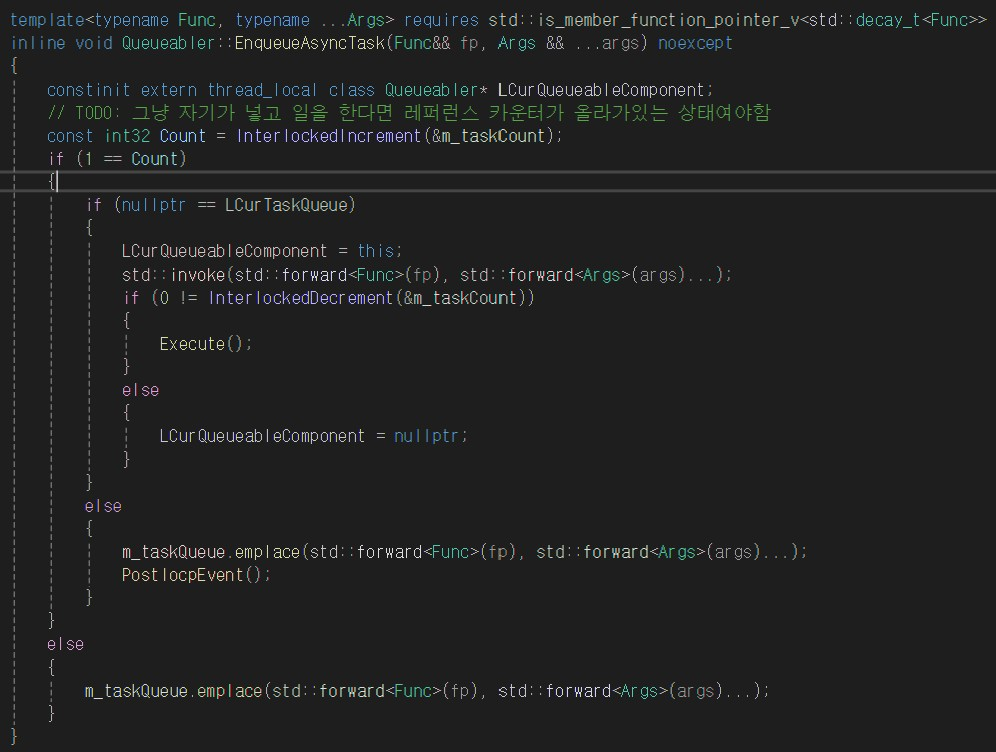 template<typename Func, typename ...Args> requires std::is_member_function_pointer_v<std::decay_t<Func>>
inline void Queueabler::EnqueueAsyncTask(Func&& fp, Args && ...args) noexcept
{
constinit extern thread_local class Queueabler* LCurQueueableComponent;
// TODO: 그냥 자기가 넣고 일을 한다면 레퍼런스 카운터가 올라가있는 상태여야함
const int32 Count = InterlockedIncrement(&m_taskCount);
if (1 == Count)
{
if (nullptr == LCurTaskQueue)
{
LCurQueueableComponent = this;
std::invoke(std::forward<Func>(fp), std::forward<Args>(args)...);
if (0 != InterlockedDecrement(&m_taskCount))
{
Execute();
}
else
{
LCurQueueableComponent = nullptr;
}
}
else
{
m_taskQueue.emplace(std::forward<Func>(fp), std::forward<Args>(args)...);
PostIocpEvent();
}
}
else
{
m_taskQueue.emplace(std::forward<Func>(fp), std::forward<Args>(args)...);
}
}